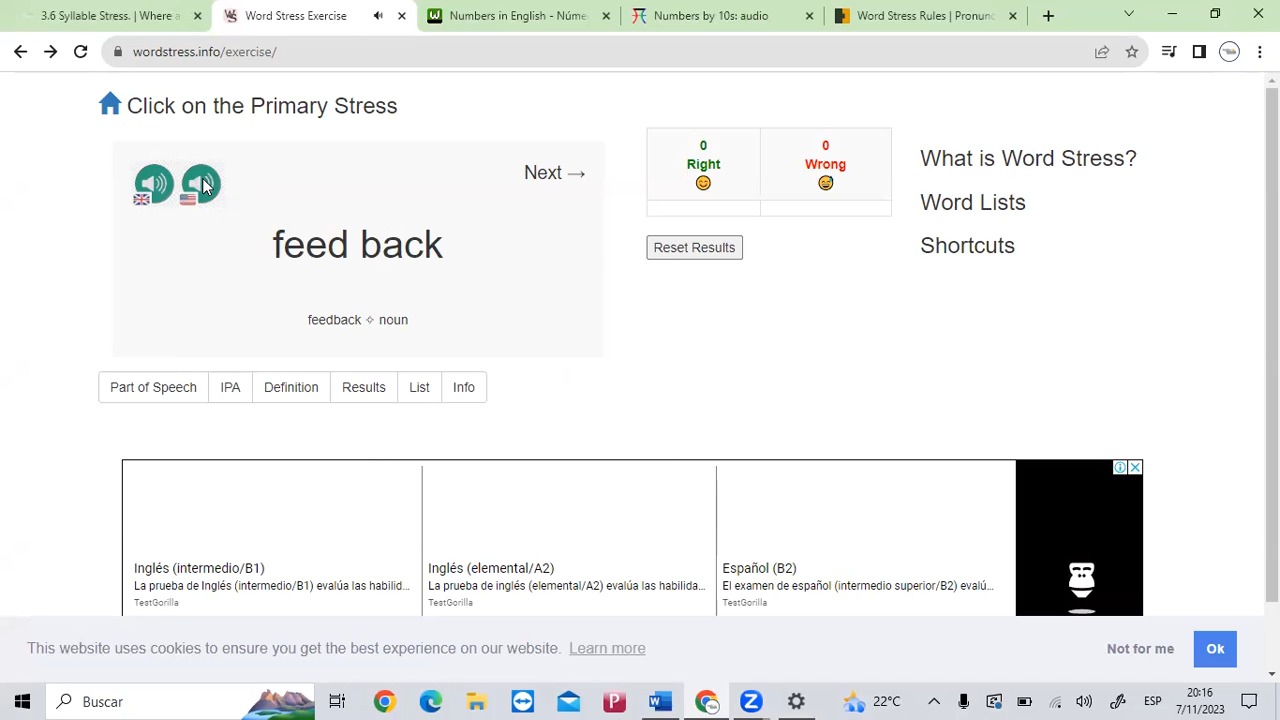 3.6 Syllable Stress. | Where a
Word Stress Exercise
Numbers in English - Núme
Numbers by 10s: audio
Word Stress Rules | Pronunc
wordstress.info/exercise/
Click on the Primary Stress
Next →
feed back
feedback ✧ noun
0 Right
0 Wrong
Reset Results
What is Word Stress?
Word Lists
Shortcuts
Part of Speech IPA Definition Results List Info
Inglés (intermedio/B1)
La prueba de Inglés (intermedio/B1) evalúa las habilid...
TestGorilla
Inglés (elemental/A2)
La prueba de inglés (elemental/A2) evalúa las habilida...
TestGorilla
Español (B2)
El examen de español (intermedio superior/B2) evalú...
TestGorilla
This website uses cookies to ensure you get the best experience on our website. Learn more
Not for me
Ok
Buscar
22°C
ESP
20:16
7/11/2023